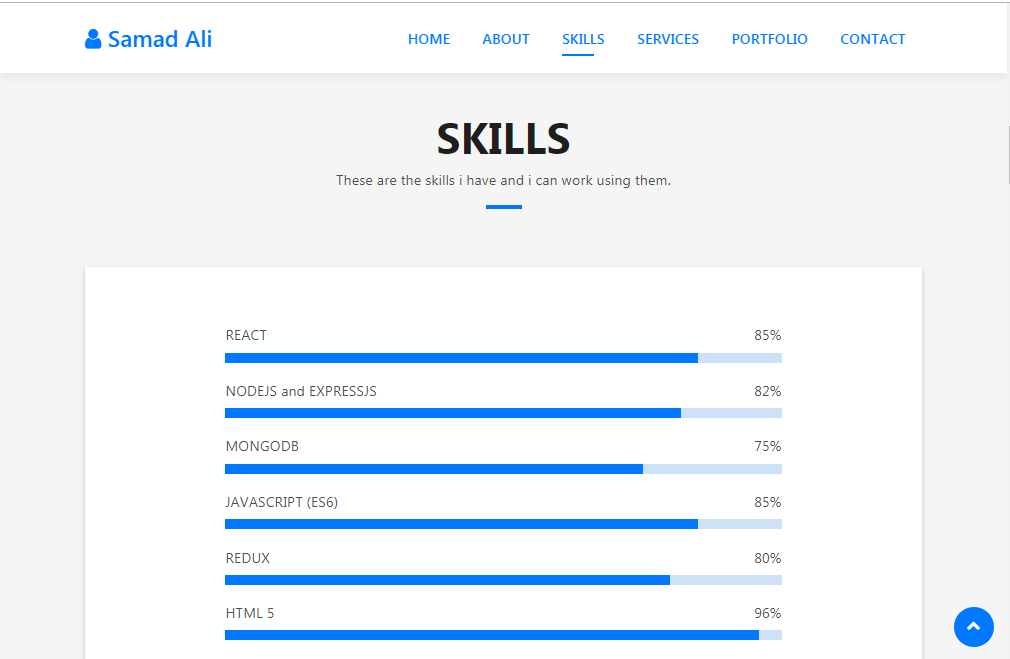 Samad Ali
HOME ABOUT SKILLS SERVICES PORTFOLIO CONTACT
SKILLS
These are the skills i have and i can work using them.
REACT 85%
NODEJS and EXPRESSJS 82%
MONGODB 75%
JAVASCRIPT (ES6) 85%
REDUX 80%
HTML 5 96%